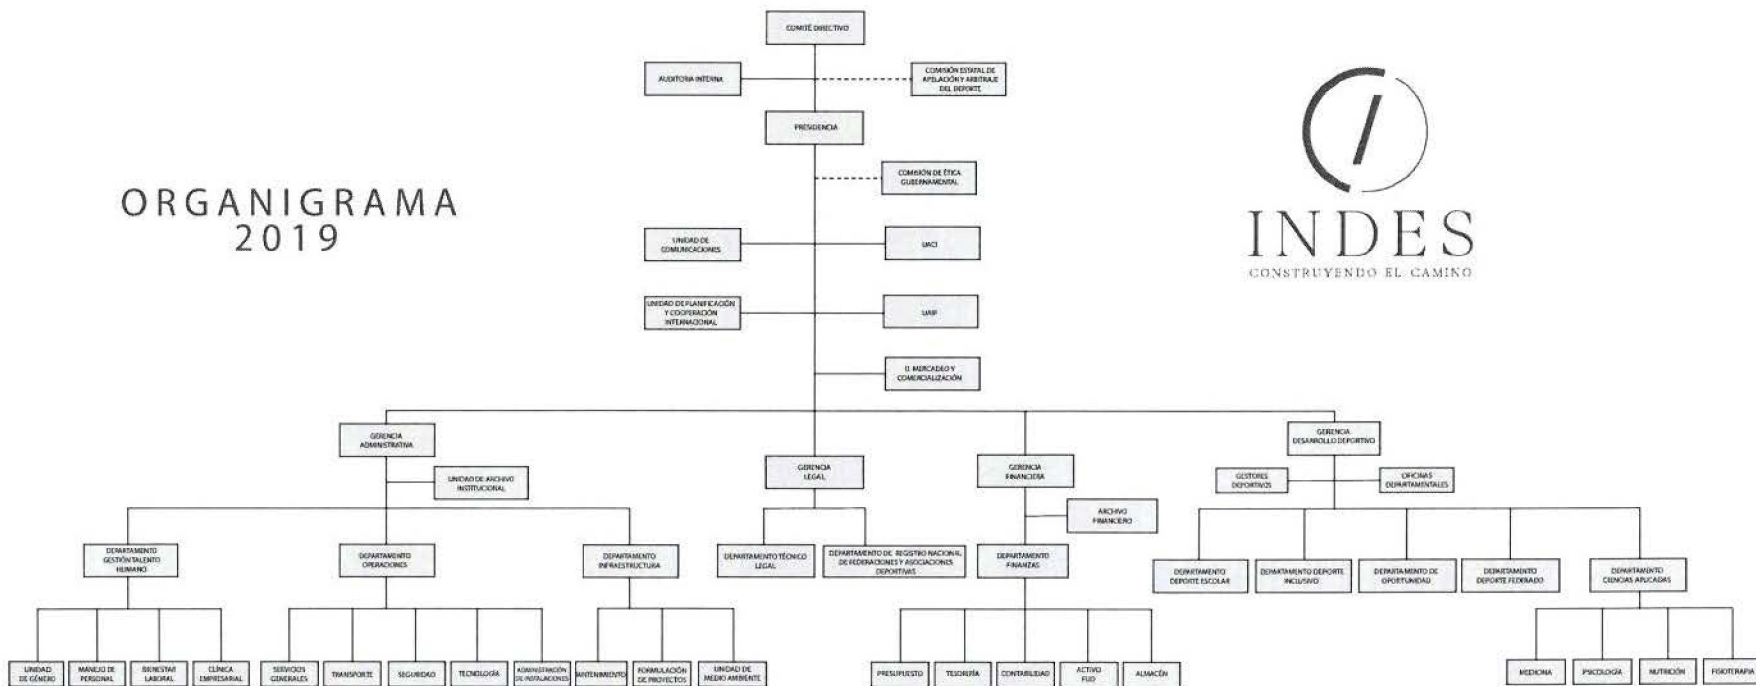 COMITÉ DIRECTIVO
AUDITORIA INTERNA
COMISIÓN ESTATAL DE
APELACIÓN Y ARBITRAJE
DEL DEPORTE
PRESIDENCIA
COMISIÓN DE ÉTICA
GUBERNAMENTAL
ORGANIGRAMA
2019
INDES
CONSTRUYENDO EL CAMINO
UNIDAD DE
COMUNICACIONES
UACI
UNIDAD DE PLANIFICACIÓN
Y COOPERACIÓN
INTERNACIONAL
UAIP
D. MERCADEO Y
COMERCIALIZACIÓN
GERENCIA
ADMINISTRATIVA
GERENCIA
LEGAL
GERENCIA
FINANCIERA
GERENCIA
DESARROLLO DEPORTIVO
UNIDAD DE ARCHIVO
INSTITUCIONAL
ARCHIVO
FINANCIERO
GESTORES
DEPORTIVOS
OFICINAS
DEPARTAMENTALES
DEPARTAMENTO
GESTIÓN TALENTO
HUMANO
DEPARTAMENTO
OPERACIONES
DEPARTAMENTO
INFRAESTRUCTURA
DEPARTAMENTO TÉCNICO
LEGAL
DEPARTAMENTO DE REGISTRO NACIONAL
DE FEDERACIONES Y ASOCIACIONES
DEPORTIVAS
DEPARTAMENTO
FINANZAS
DEPARTAMENTO
DEPORTE ESCOLAR
DEPARTAMENTO DEPORTE
INCLUSIVO
DEPARTAMENTO DE
OPORTUNIDAD
DEPARTAMENTO
DEPORTE FEDERADO
DEPARTAMENTO
CIENCIAS APLICADAS
UNIDAD
DE GÉNERO
MANEJO DE
PERSONAL
BIENESTAR
LABORAL
CLÍNICA
EMPRESARIAL
SERVICIOS
GENERALES
TRANSPORTE
SEGURIDAD
TECNOLOGÍA
ADMINISTRACIÓN
DE INSTALACIONES
MANTENIMIENTO
FORMULACIÓN
DE PROYECTOS
UNIDAD DE
MEDIO AMBIENTE
PRESUPUESTO
TESORERÍA
CONTABILIDAD
ACTIVO
FIJO
ALMACÉN
MEDICINA
PSICOLOGÍA
NUTRICIÓN
FISIOTERAPIA